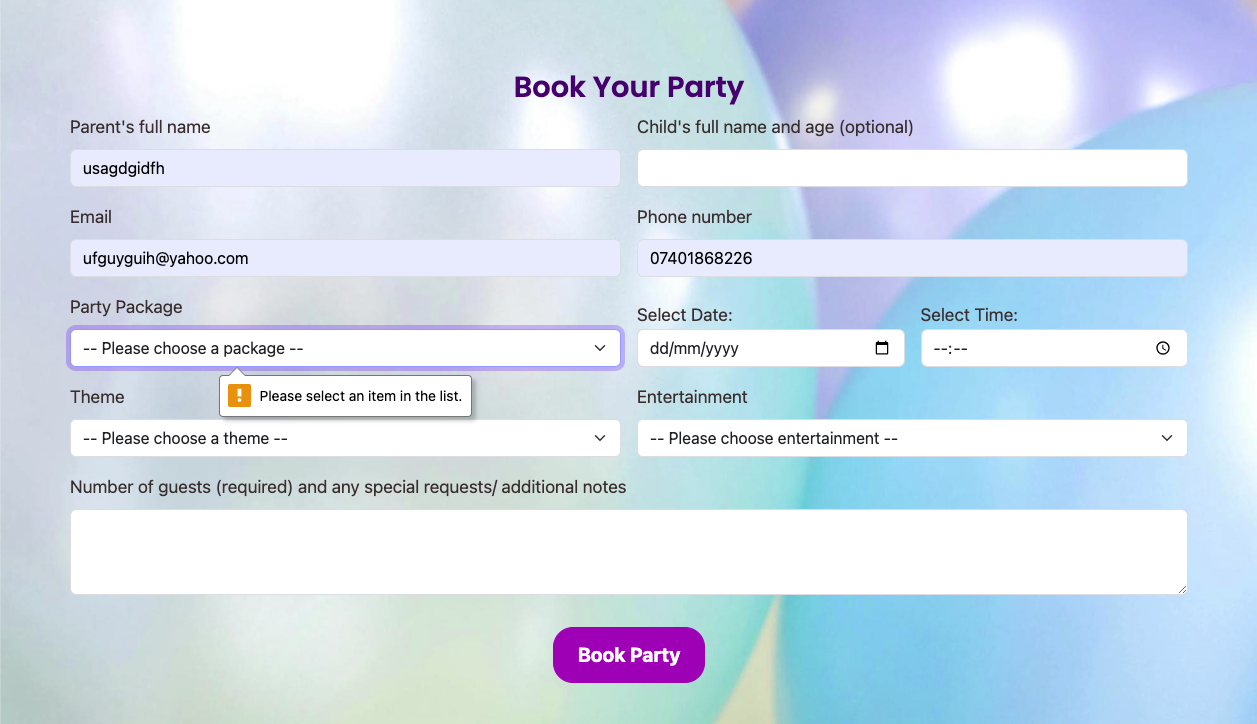 Book Your Party
Parent's full name
Child's full name and age (optional)
usagdgidfh
Email
Phone number
ufguyguih@yahoo.com
07401868226
Party Package
Select Date:
Select Time:
-- Please choose a package --
dd/mm/yyyy
--:--
Please select an item in the list.
Theme
Entertainment
-- Please choose a theme --
-- Please choose entertainment --
Number of guests (required) and any special requests/ additional notes
Book Party